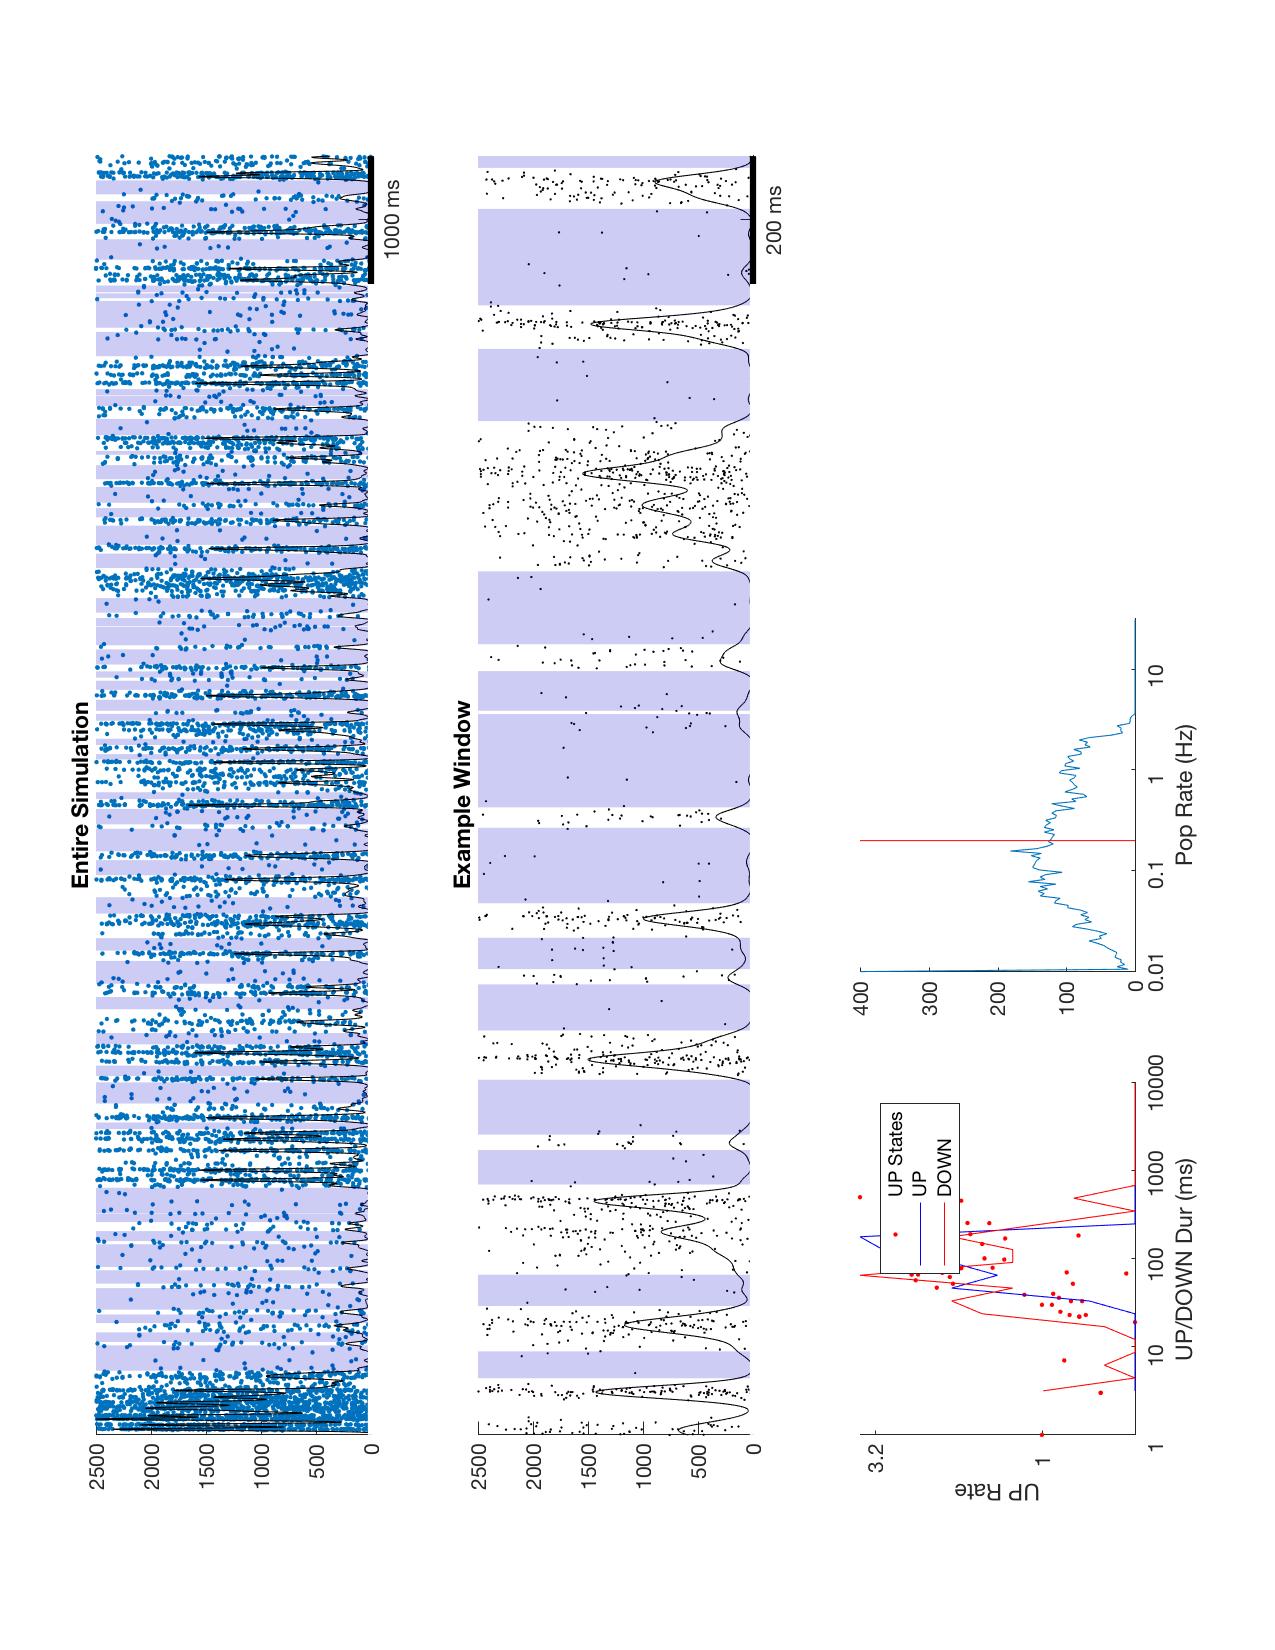 Entire Simulation
2500
2000
1500
1000
500
0
1000 ms
Example Window
2500
2000
1500
1000
500
0
200 ms
3.2
1
UP Rate
UP States
UP
DOWN
1 10 100 1000 10000
UP/DOWN Dur (ms)
400
300
200
100
0
0.01 0.1 1 10
Pop Rate (Hz)